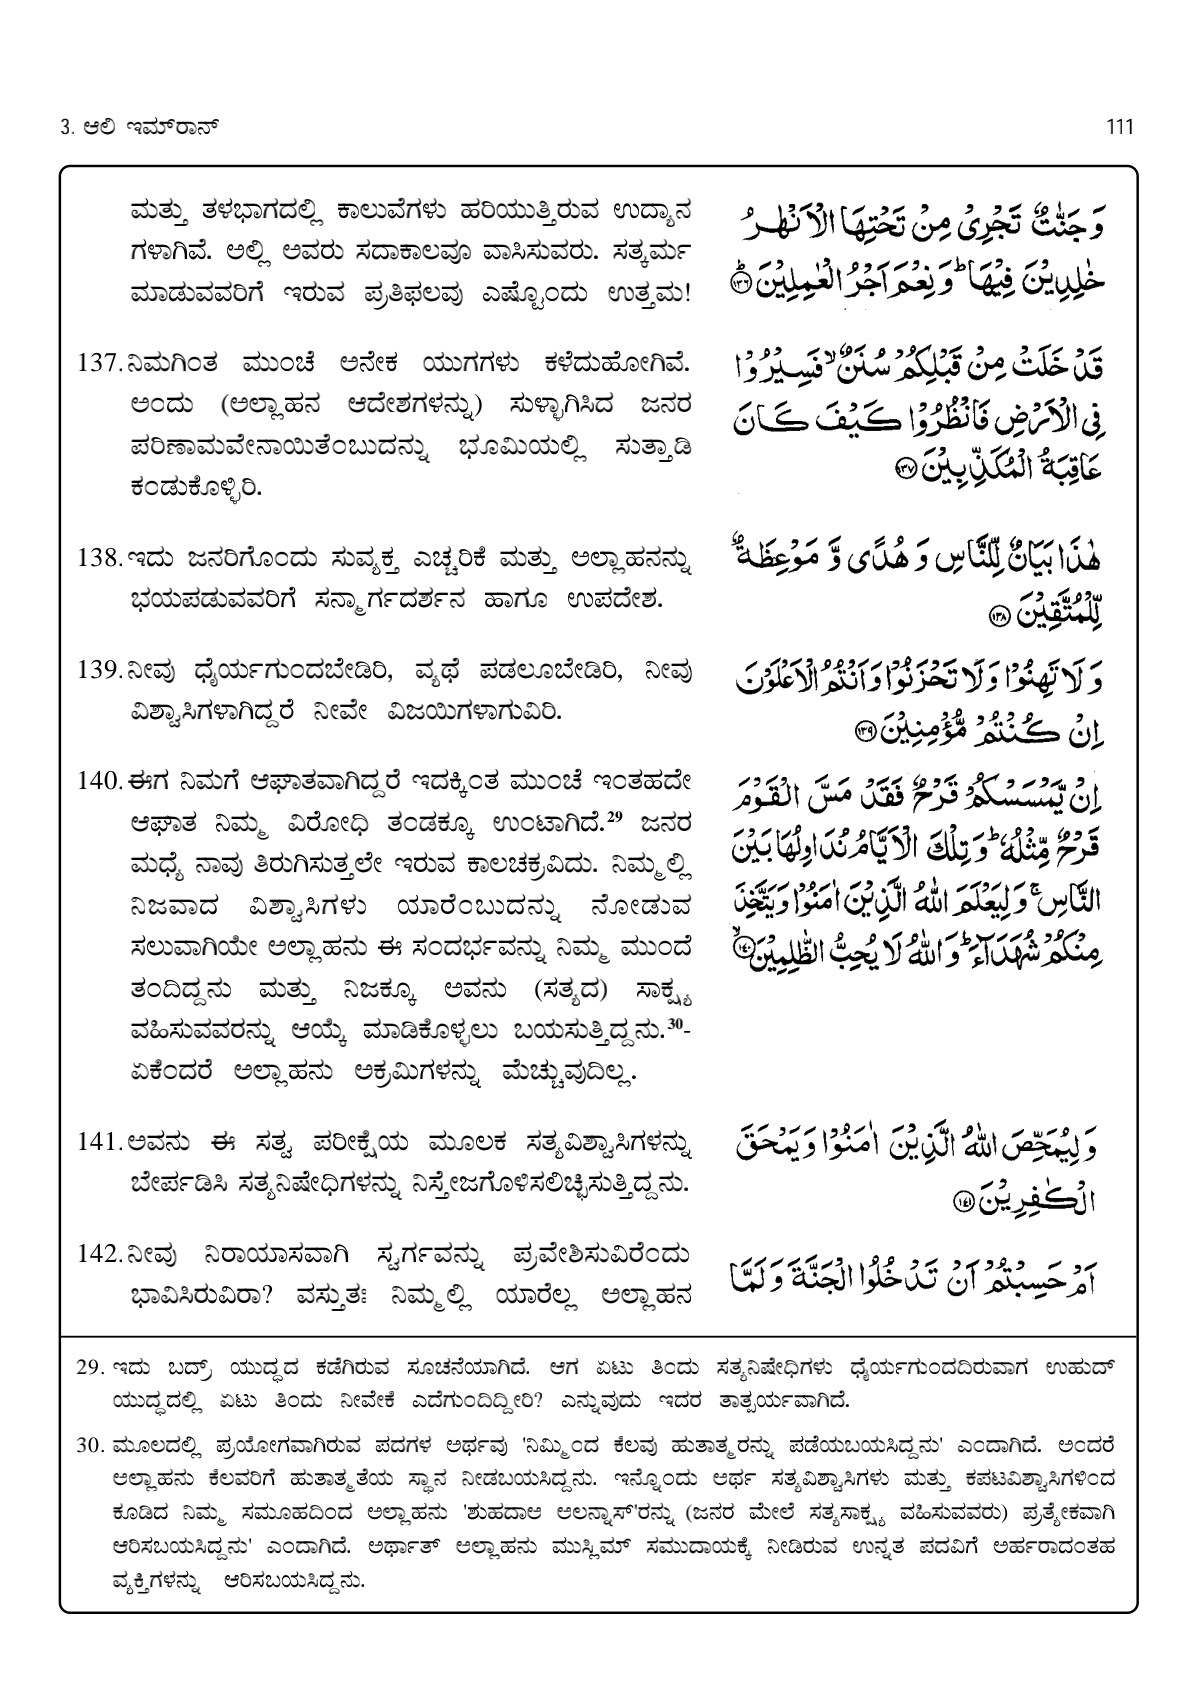 3. ಆಲಿ ಇಮ್‌ರಾನ್
111
ಮತ್ತು ತಳಭಾಗದಲ್ಲಿ ಕಾಲುವೆಗಳು ಹರಿಯುತ್ತಿರುವ ಉದ್ಯಾನ
ಗಳಾಗಿವೆ. ಅಲ್ಲಿ ಅವರು ಸದಾಕಾಲವೂ ವಾಸಿಸುವರು. ಸತ್ಕರ್ಮ
ಮಾಡುವವರಿಗೆ ಇರುವ ಪ್ರತಿಫಲವು ಎಷ್ಟೊಂದು ಉತ್ತಮ!
وَجَنّٰتٌ تَجْرِیْ مِنْ تَحْتِهَا الْاَنْهٰرُ
خٰلِدِیْنَ فِیْهَا ؕ وَنِعْمَ اَجْرُ الْعٰمِلِیْنَ ﴿۱۳۶﴾ؕ
137. ನಿಮಗಿಂತ ಮುಂಚೆ ಅನೇಕ ಯುಗಗಳು ಕಳೆದುಹೋಗಿವೆ.
ಅಂದು (ಅಲ್ಲಾಹನ ಆದೇಶಗಳನ್ನು) ಸುಳ್ಳಾಗಿಸಿದ ಜನರ
ಪರಿಣಾಮವೇನಾಯಿತೆಂಬುದನ್ನು ಭೂಮಿಯಲ್ಲಿ ಸುತ್ತಾಡಿ
ಕಂಡುಕೊಳ್ಳಿರಿ.
قَدْ خَلَتْ مِنْ قَبْلِكُمْ سُنَنٌ ۙ فَسِیْرُوْا
فِی الْاَرْضِ فَانْظُرُوْا كَیْفَ كَانَ
عَاقِبَةُ الْمُكَذِّبِیْنَ ﴿۱۳۷﴾
138. ಇದು ಜನರಿಗೊಂದು ಸುವ್ಯಕ್ತ ಎಚ್ಚರಿಕೆ ಮತ್ತು ಅಲ್ಲಾಹನನ್ನು
ಭಯಪಡುವವರಿಗೆ ಸನ್ಮಾರ್ಗದರ್ಶನ ಹಾಗೂ ಉಪದೇಶ.
هٰذَا بَیَانٌ لِّلنَّاسِ وَهُدًی وَّمَوْعِظَةٌ
لِّلْمُتَّقِیْنَ ﴿۱۳۸﴾
139. ನೀವು ಧೈರ್ಯಗುಂದಬೇಡಿರಿ, ವ್ಯಥೆ ಪಡಲೂಬೇಡಿರಿ, ನೀವು
ವಿಶ್ವಾಸಿಗಳಾಗಿದ್ದರೆ ನೀವೇ ವಿಜಯಿಗಳಾಗುವಿರಿ.
وَلَا تَهِنُوْا وَلَا تَحْزَنُوْا وَاَنْتُمُ الْاَعْلَوْنَ
اِنْ كُنْتُمْ مُّؤْمِنِیْنَ ﴿۱۳۹﴾
140. ಈಗ ನಿಮಗೆ ಆಘಾತವಾಗಿದ್ದರೆ ಇದಕ್ಕಿಂತ ಮುಂಚೆ ಇಂತಹದೇ
ಆಘಾತ ನಿಮ್ಮ ವಿರೋಧಿ ತಂಡಕ್ಕೂ ಉಂಟಾಗಿದೆ.29 ಜನರ
ಮಧ್ಯೆ ನಾವು ತಿರುಗಿಸುತ್ತಲೇ ಇರುವ ಕಾಲಚಕ್ರವಿದು. ನಿಮ್ಮಲ್ಲಿ
ನಿಜವಾದ ವಿಶ್ವಾಸಿಗಳು ಯಾರೆಂಬುದನ್ನು ನೋಡುವ
ಸಲುವಾಗಿಯೇ ಅಲ್ಲಾಹನು ಈ ಸಂದರ್ಭವನ್ನು ನಿಮ್ಮ ಮುಂದೆ
ತಂದಿದ್ದನು ಮತ್ತು ನಿಜಕ್ಕೂ ಅವನು (ಸತ್ಯದ) ಸಾಕ್ಷ್ಯ
ವಹಿಸುವವರನ್ನು ಆಯ್ಕೆ ಮಾಡಿಕೊಳ್ಳಲು ಬಯಸುತ್ತಿದ್ದನು.30-
ಏಕೆಂದರೆ ಅಲ್ಲಾಹನು ಅಕ್ರಮಿಗಳನ್ನು ಮೆಚ್ಚುವುದಿಲ್ಲ.
اِنْ یَّمْسَسْكُمْ قَرْحٌ فَقَدْ مَسَّ الْقَوْمَ
قَرْحٌ مِّثْلُهٗ ؕ وَتِلْكَ الْاَیَّامُ نُدَاوِلُهَا بَیْنَ
النَّاسِ ۚ وَلِیَعْلَمَ اللّٰهُ الَّذِیْنَ اٰمَنُوْا وَیَتَّخِذَ
مِنْكُمْ شُهَدَآءَ ؕ وَاللّٰهُ لَا یُحِبُّ الظّٰلِمِیْنَ ﴿۱۴۰﴾ۙ
141. ಅವನು ಈ ಸತ್ವ ಪರೀಕ್ಷೆಯ ಮೂಲಕ ಸತ್ಯವಿಶ್ವಾಸಿಗಳನ್ನು
ಬೇರ್ಪಡಿಸಿ ಸತ್ಯನಿಷೇಧಿಗಳನ್ನು ನಿಸ್ತೇಜಗೊಳಿಸಲಿಚ್ಛಿಸುತ್ತಿದ್ದನು.
وَلِیُمَحِّصَ اللّٰهُ الَّذِیْنَ اٰمَنُوْا وَیَمْحَقَ
الْكٰفِرِیْنَ ﴿۱۴۱﴾
142. ನೀವು ನಿರಾಯಾಸವಾಗಿ ಸ್ವರ್ಗವನ್ನು ಪ್ರವೇಶಿಸುವಿರೆಂದು
ಭಾವಿಸಿರುವಿರಾ? ವಸ್ತುತಃ ನಿಮ್ಮಲ್ಲಿ ಯಾರೆಲ್ಲ ಅಲ್ಲಾಹನ
اَمْ حَسِبْتُمْ اَنْ تَدْخُلُوا الْجَنَّةَ وَلَمَّا
29. ಇದು ಬದ್ರ್ ಯುದ್ಧದ ಕಡೆಗಿರುವ ಸೂಚನೆಯಾಗಿದೆ. ಆಗ ಏಟು ತಿಂದು ಸತ್ಯನಿಷೇಧಿಗಳು ಧೈರ್ಯಗುಂದದಿರುವಾಗ ಉಹುದ್
ಯುದ್ಧದಲ್ಲಿ ಏಟು ತಿಂದು ನೀವೇಕೆ ಎದೆಗುಂದಿದ್ದೀರಿ? ಎನ್ನುವುದು ಇದರ ತಾತ್ಪರ್ಯವಾಗಿದೆ.
30. ಮೂಲದಲ್ಲಿ ಪ್ರಯೋಗವಾಗಿರುವ ಪದಗಳ ಅರ್ಥವು 'ನಿಮ್ಮಿಂದ ಕೆಲವು ಹುತಾತ್ಮರನ್ನು ಪಡೆಯಬಯಸಿದ್ದನು' ಎಂದಾಗಿದೆ. ಅಂದರೆ
ಅಲ್ಲಾಹನು ಕೆಲವರಿಗೆ ಹುತಾತ್ಮತೆಯ ಸ್ಥಾನ ನೀಡಬಯಸಿದ್ದನು. ಇನ್ನೊಂದು ಅರ್ಥ ಸತ್ಯವಿಶ್ವಾಸಿಗಳು ಮತ್ತು ಕಪಟವಿಶ್ವಾಸಿಗಳಿಂದ
ಕೂಡಿದ ನಿಮ್ಮ ಸಮೂಹದಿಂದ ಅಲ್ಲಾಹನು 'ಶುಹದಾಅ ಅಲನ್ನಾಸ್'ರನ್ನು (ಜನರ ಮೇಲೆ ಸತ್ಯಸಾಕ್ಷ್ಯ ವಹಿಸುವವರು) ಪ್ರತ್ಯೇಕವಾಗಿ
ಆರಿಸಬಯಸಿದ್ದನು' ಎಂದಾಗಿದೆ. ಅರ್ಥಾತ್ ಅಲ್ಲಾಹನು ಮುಸ್ಲಿಮ್ ಸಮುದಾಯಕ್ಕೆ ನೀಡಿರುವ ಉನ್ನತ ಪದವಿಗೆ ಅರ್ಹರಾದಂತಹ
ವ್ಯಕ್ತಿಗಳನ್ನು ಆರಿಸಬಯಸಿದ್ದನು.